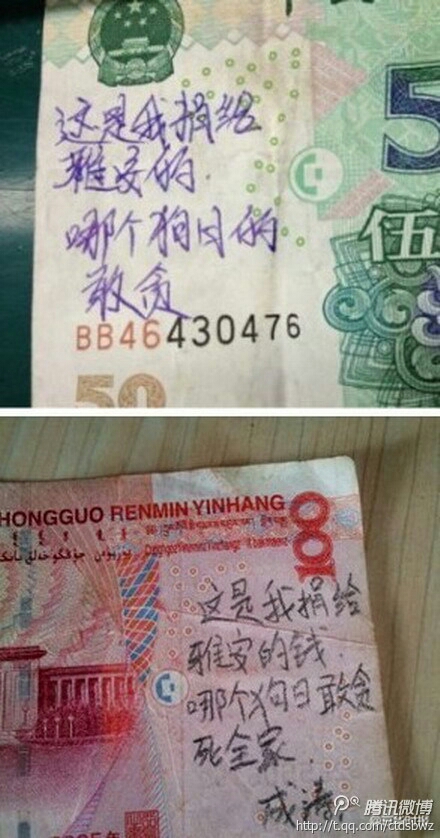 这是我捐给
雅安的
哪个狗日的
敢贪
5
伍
BB46430476
50
HONGGUO RENMIN YINHANG
100
这是我捐给
雅安的钱
哪个狗日敢贪
死全家
成涛
腾讯微博
http://t.qq.com/ctdsbwz